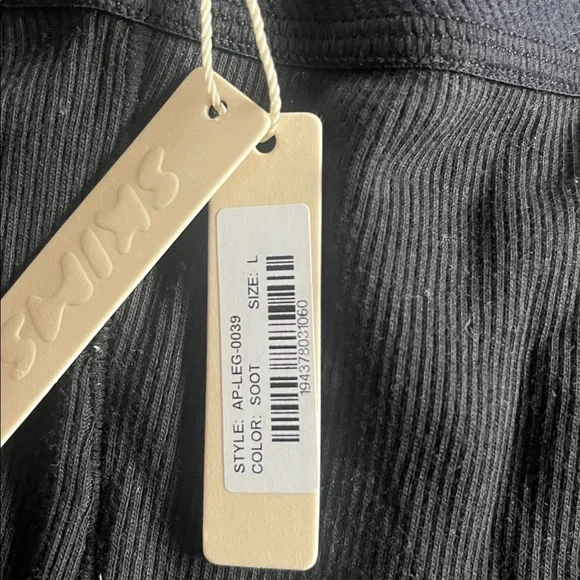 SKIMS
STYLE: AP-LEG-0039
COLOR: SOOT
SIZE: L
194378031060